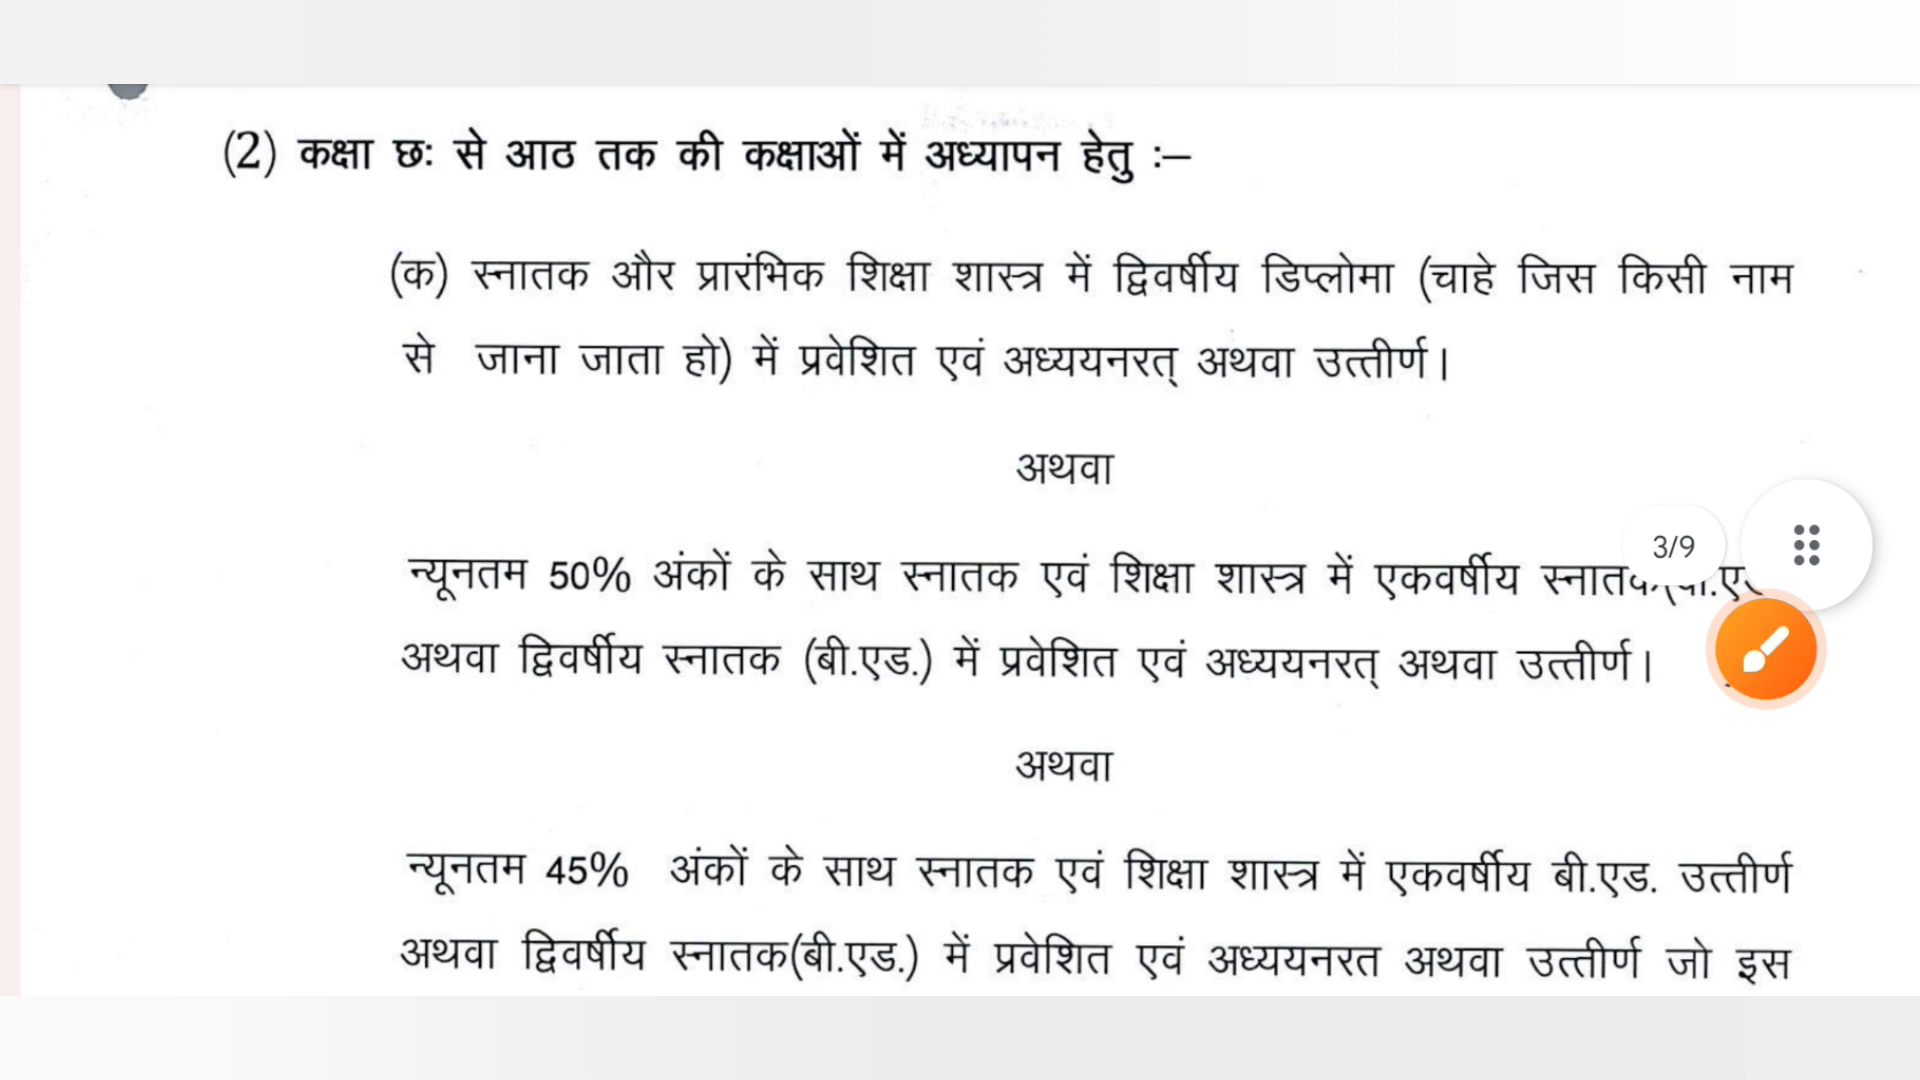 (2) कक्षा छः से आठ तक की कक्षाओं में अध्यापन हेतु :–
(क) स्नातक और प्रारंभिक शिक्षा शास्त्र में द्विवर्षीय डिप्लोमा (चाहे जिस किसी नाम
से जाना जाता हो) में प्रवेशित एवं अध्ययनरत् अथवा उत्तीर्ण।
अथवा
3/9
न्यूनतम 50% अंकों के साथ स्नातक एवं शिक्षा शास्त्र में एकवर्षीय
अथवा द्विवर्षीय स्नातक (बी.एड.) में प्रवेशित एवं अध्ययनरत् अथवा उत्तीर्ण।
अथवा
न्यूनतम 45% अंकों के साथ स्नातक एवं शिक्षा शास्त्र में एकवर्षीय बी.एड. उत्तीर्ण
अथवा द्विवर्षीय स्नातक(बी.एड.) में प्रवेशित एवं अध्ययनरत अथवा उत्तीर्ण जो इस